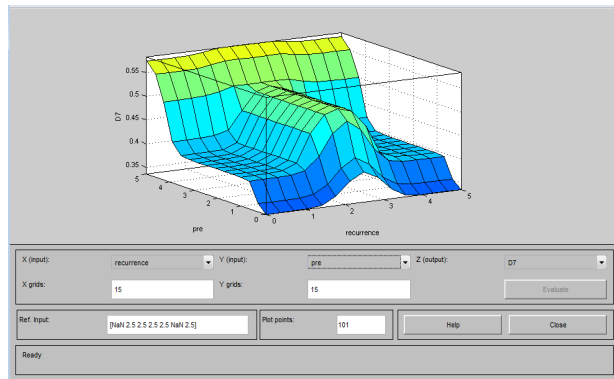 0.55
0.5
0.45
0.4
0.35
D7
5
4
3
2
1
0
pre
0
1
2
3
4
5
recurrence
X (input):
recurrence
Y (input):
pre
Z (output):
D7
X grids:
15
Y grids:
15
Evaluate
Ref. Input:
[NaN 2.5 2.5 2.5 2.5 NaN 2.5]
Plot points:
101
Help
Close
Ready